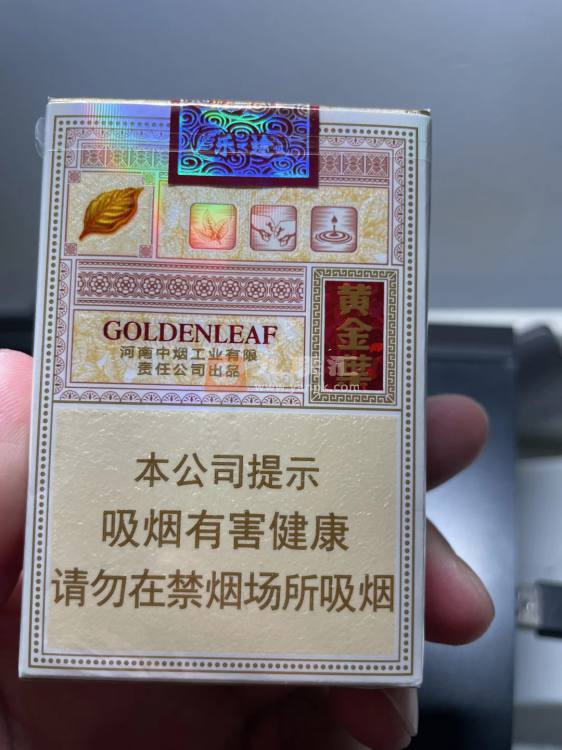 GOLDENLEAF
河南中烟工业有限
责任公司出品
黄金砖
本公司提示
吸烟有害健康
请勿在禁烟场所吸烟